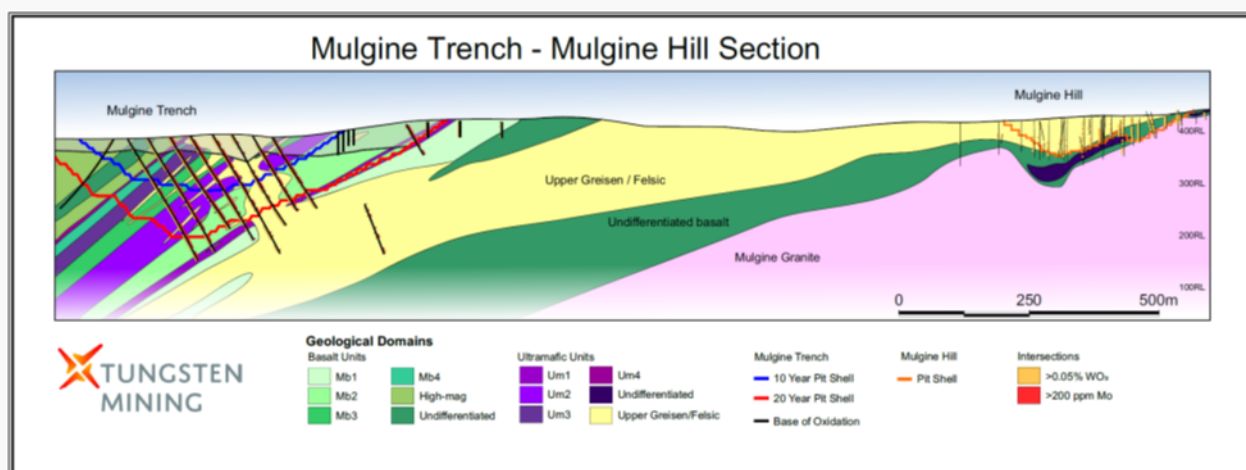 Mulgine Trench - Mulgine Hill Section
Mulgine Trench
Mulgine Hill
400RL
Upper Greisen / Felsic
300RL
Undifferentiated basalt
200RL
Mulgine Granite
100RL
0 250 500m
TUNGSTEN
MINING
Geological Domains
Basalt Units
Mb1
Mb2
Mb3
Mb4
High-mag
Undifferentiated
Ultramafic Units
Um1
Um2
Um3
Um4
Undifferentiated
Upper Greisen/Felsic
Mulgine Trench
10 Year Pit Shell
20 Year Pit Shell
Base of Oxidation
Mulgine Hill
Pit Shell
Intersections
>0.05% WO₃
>200 ppm Mo